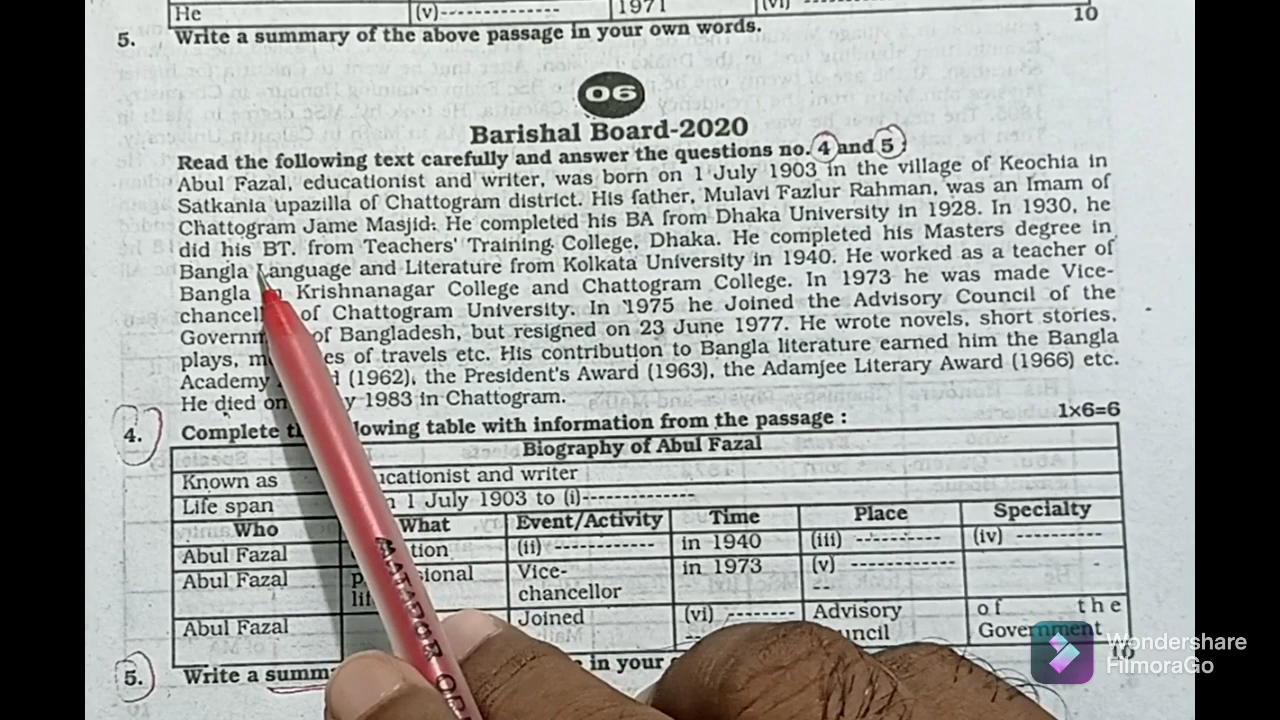 He (v)-------------- 1971 (vi)
5. Write a summary of the above passage in your own words. 10
06
Barishal Board-2020
Read the following text carefully and answer the questions no. 4 and 5 :
Abul Fazal, educationist and writer, was born on 1 July 1903 in the village of Keochia in
Satkania upazilla of Chattogram district. His father, Mulavi Fazlur Rahman, was an Imam of
Chattogram Jame Masjid. He completed his BA from Dhaka University in 1928. In 1930, he
did his BT. from Teachers' Training College, Dhaka. He completed his Masters degree in
Bangla Language and Literature from Kolkata University in 1940. He worked as a teacher of
Bangla Krishnanagar College and Chattogram College. In 1973 he was made Vice-
chancell of Chattogram University. In 1975 he Joined the Advisory Council of the
Governm of Bangladesh, but resigned on 23 June 1977. He wrote novels, short stories,
plays, m es of travels etc. His contribution to Bangla literature earned him the Bangla
Academy d (1962), the President's Award (1963), the Adamjee Literary Award (1966) etc.
He died on y 1983 in Chattogram.
4. Complete th lowing table with information from the passage : 1×6=6
Biography of Abul Fazal
Known as ucationist and writer
Life span n 1 July 1903 to (i)--------------
Who What Event/Activity Time Place Specialty
Abul Fazal tion (ii) ------------ in 1940 (iii) --------- (iv) ----------
Abul Fazal p sional Vice- in 1973 (v) ------------- -
li chancellor --
Abul Fazal Joined (vi) -------- Advisory of the
-- uncil Government
5. Write a summ in your 10
Wondershare
FilmoraGo
MATADOR OR